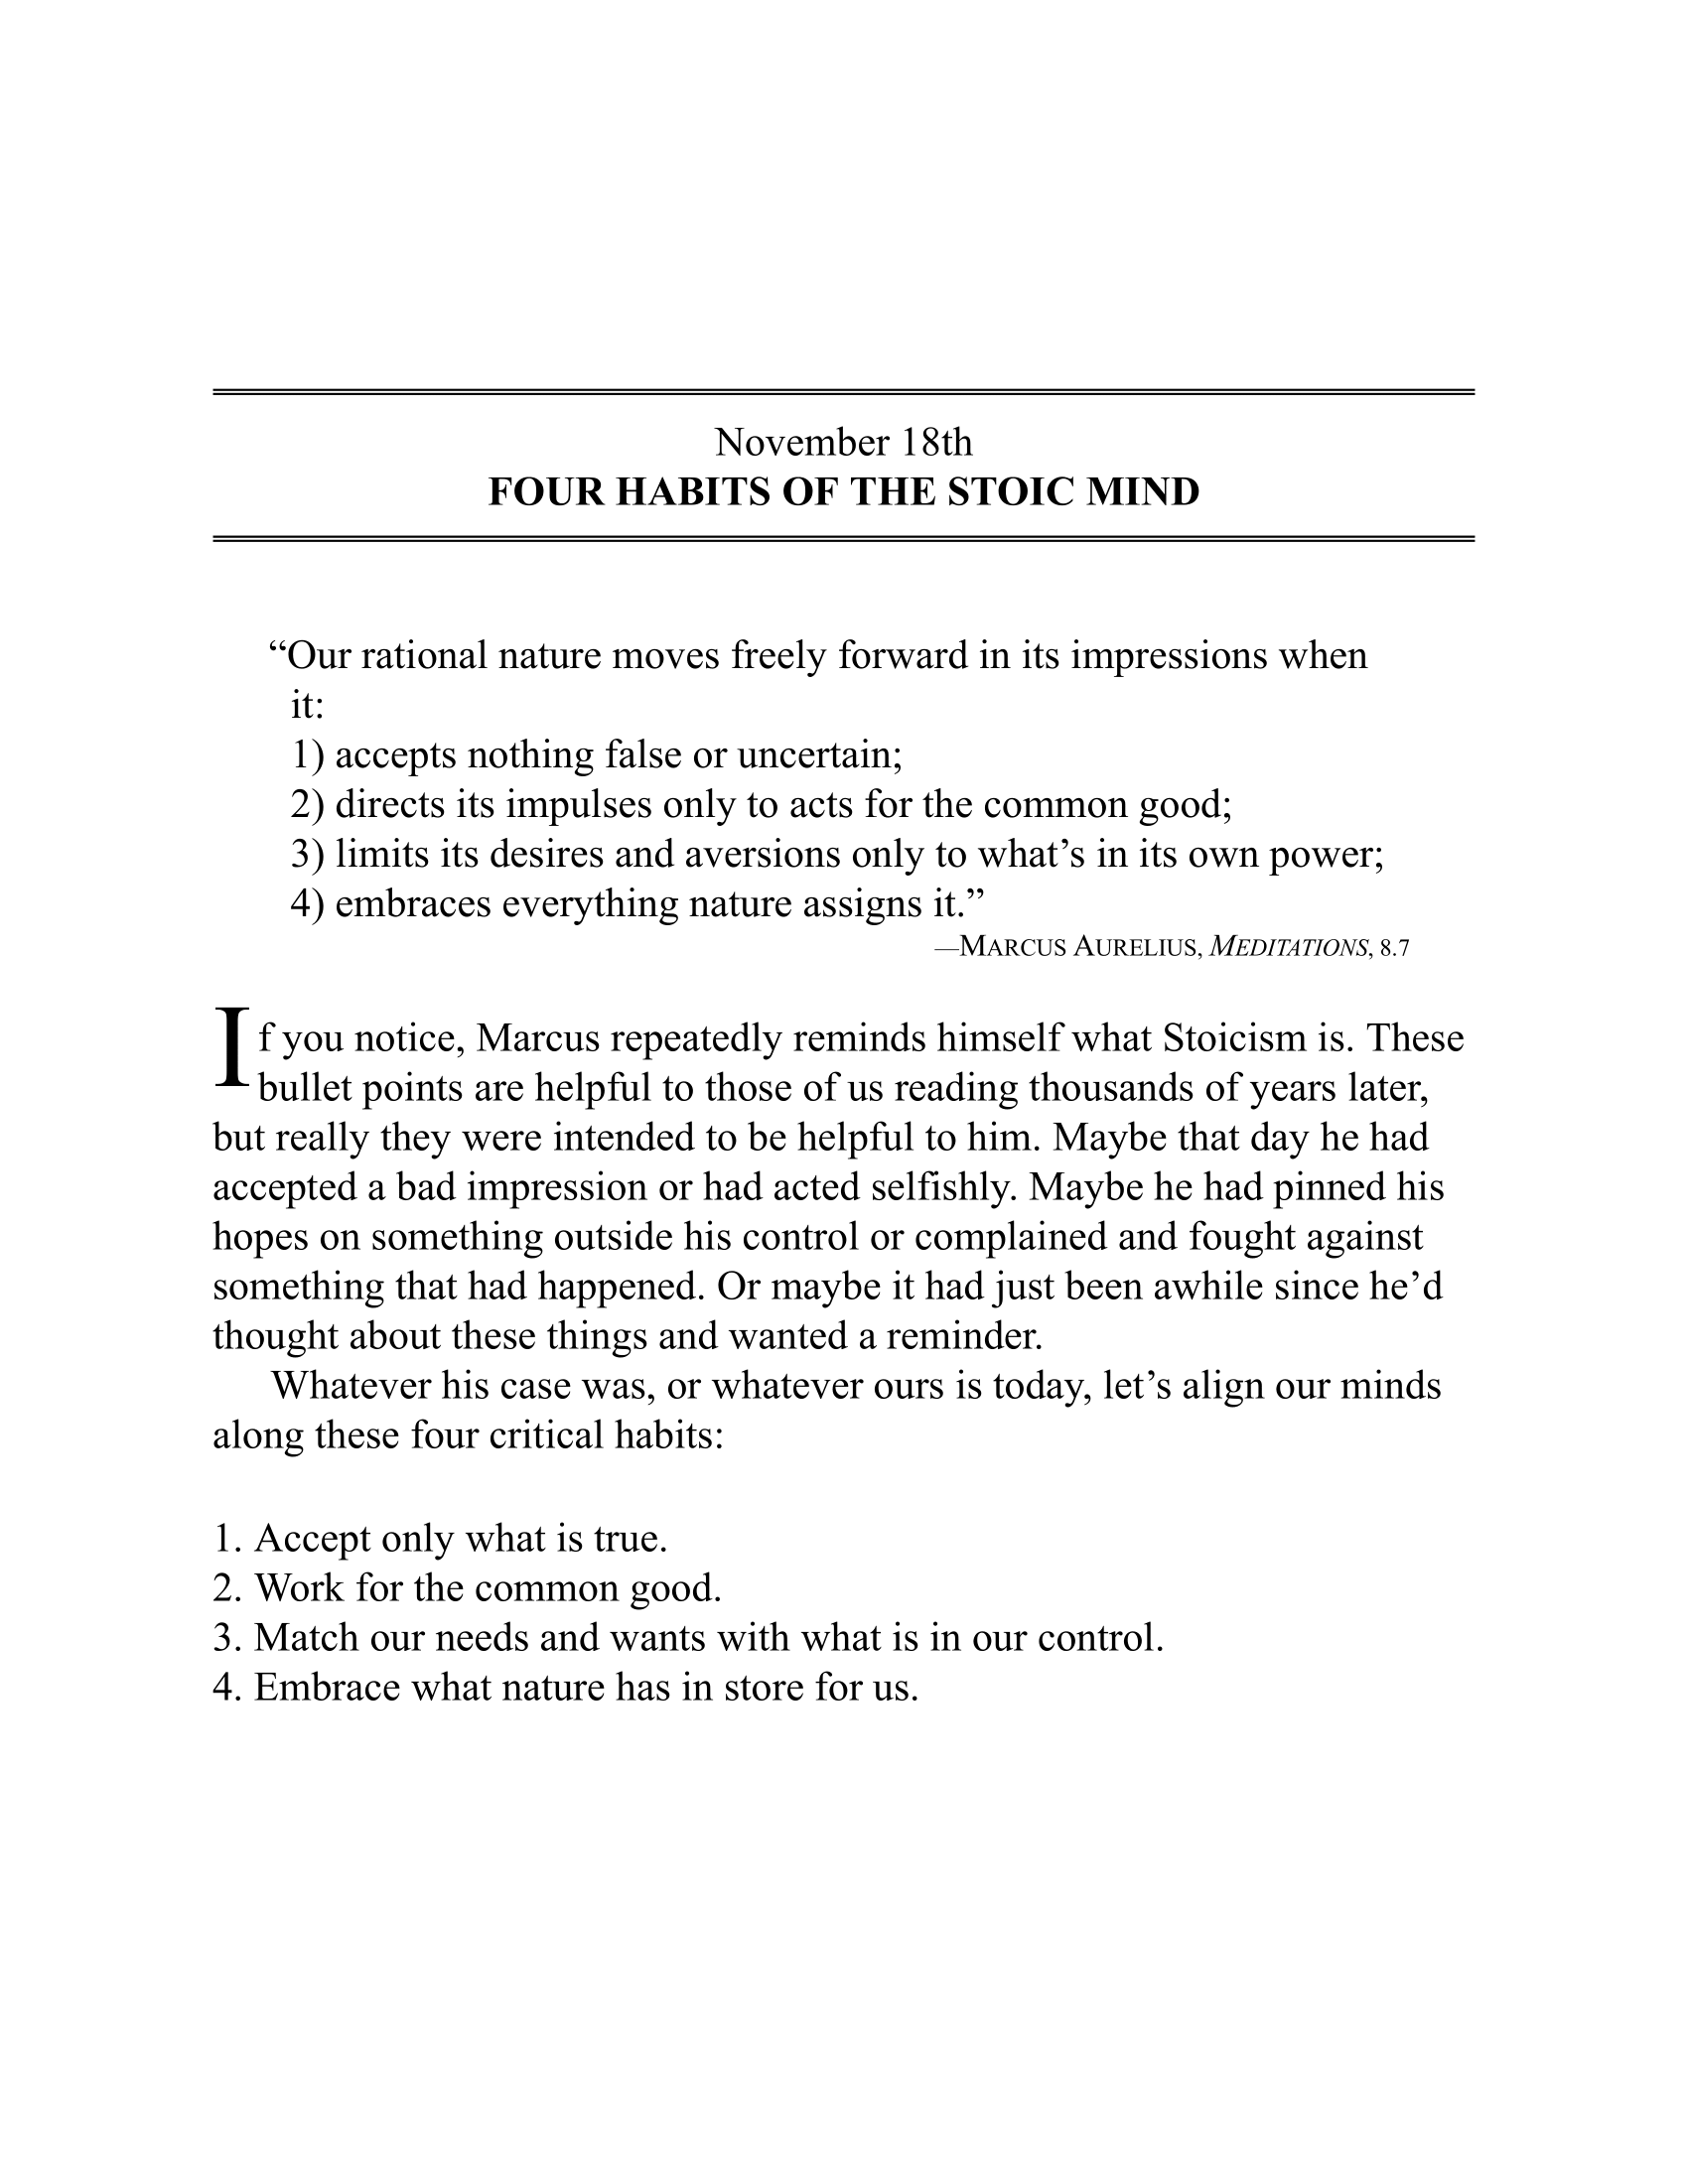 November 18th
FOUR HABITS OF THE STOIC MIND
“Our rational nature moves freely forward in its impressions when
it:
1) accepts nothing false or uncertain;
2) directs its impulses only to acts for the common good;
3) limits its desires and aversions only to what’s in its own power;
4) embraces everything nature assigns it.”
—MARCUS AURELIUS, MEDITATIONS, 8.7
If you notice, Marcus repeatedly reminds himself what Stoicism is. These
bullet points are helpful to those of us reading thousands of years later,
but really they were intended to be helpful to him. Maybe that day he had
accepted a bad impression or had acted selfishly. Maybe he had pinned his
hopes on something outside his control or complained and fought against
something that had happened. Or maybe it had just been awhile since he’d
thought about these things and wanted a reminder.
Whatever his case was, or whatever ours is today, let’s align our minds
along these four critical habits:
1. Accept only what is true.
2. Work for the common good.
3. Match our needs and wants with what is in our control.
4. Embrace what nature has in store for us.